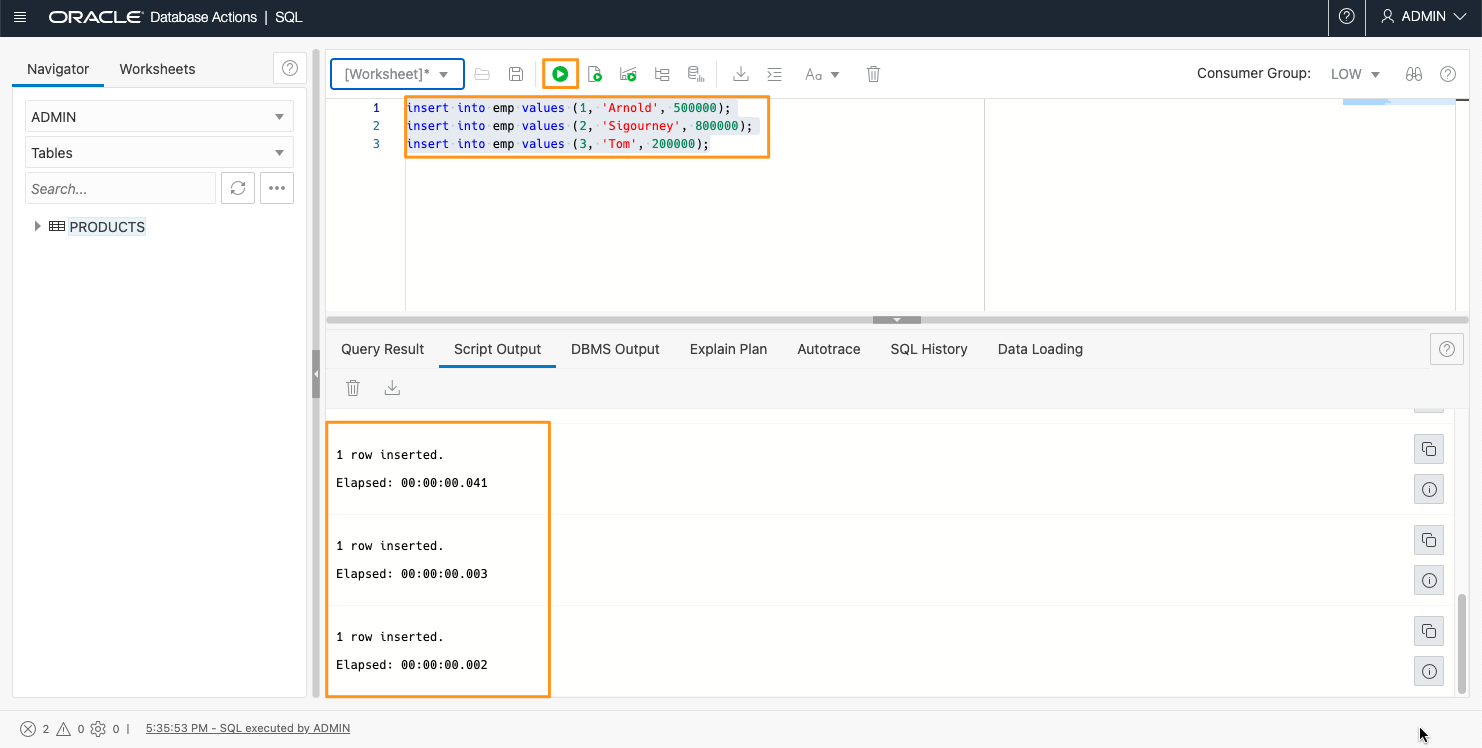 ORACLE Database Actions | SQL
ADMIN
Navigator
Worksheets
[Worksheet]*
Aa
Consumer Group:
LOW
ADMIN
Tables
Search...
PRODUCTS
1 insert into emp values (1, 'Arnold', 500000);
2 insert into emp values (2, 'Sigourney', 800000);
3 insert into emp values (3, 'Tom', 200000);
Query Result
Script Output
DBMS Output
Explain Plan
Autotrace
SQL History
Data Loading
1 row inserted.
Elapsed: 00:00:00.041
1 row inserted.
Elapsed: 00:00:00.003
1 row inserted.
Elapsed: 00:00:00.002
2 0 0 | 5:35:53 PM - SQL executed by ADMIN